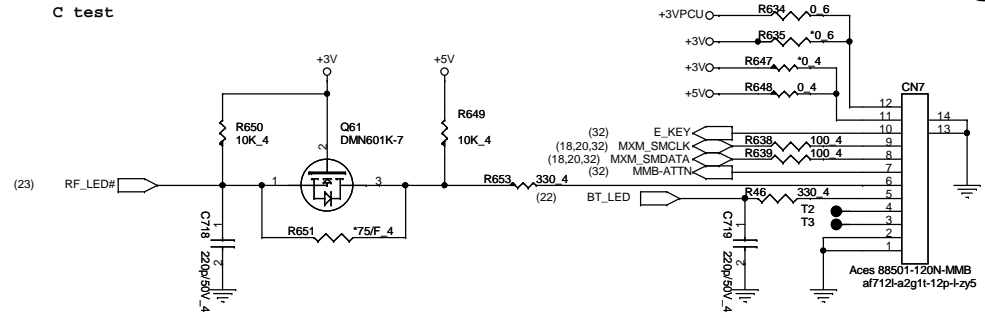 C test
+3VPCU
R634
0_6
+3V
R635
*0_6
+3V
R647
*0_4
+5V
R648
0_4
CN7
+3V
+5V
R650
10K_4
Q61
DMN601K-7
2
1
3
R649
10K_4
(23)
RF_LED#
R651
*75/F_4
C718
1
2
220p/50V_4
R653
330_4
(32)
E_KEY
(18,20,32)
MXM_SMCLK
R638
100_4
(18,20,32)
MXM_SMDATA
R639
100_4
(32)
MMB-ATTN
(22)
BT_LED
R46
330_4
T2
T3
C719
1
2
220p/50V_4
12
11
10
9
8
7
6
5
4
3
2
1
14
13
Aces 88501-120N-MMB
af712l-a2g1t-12p-l-zy5